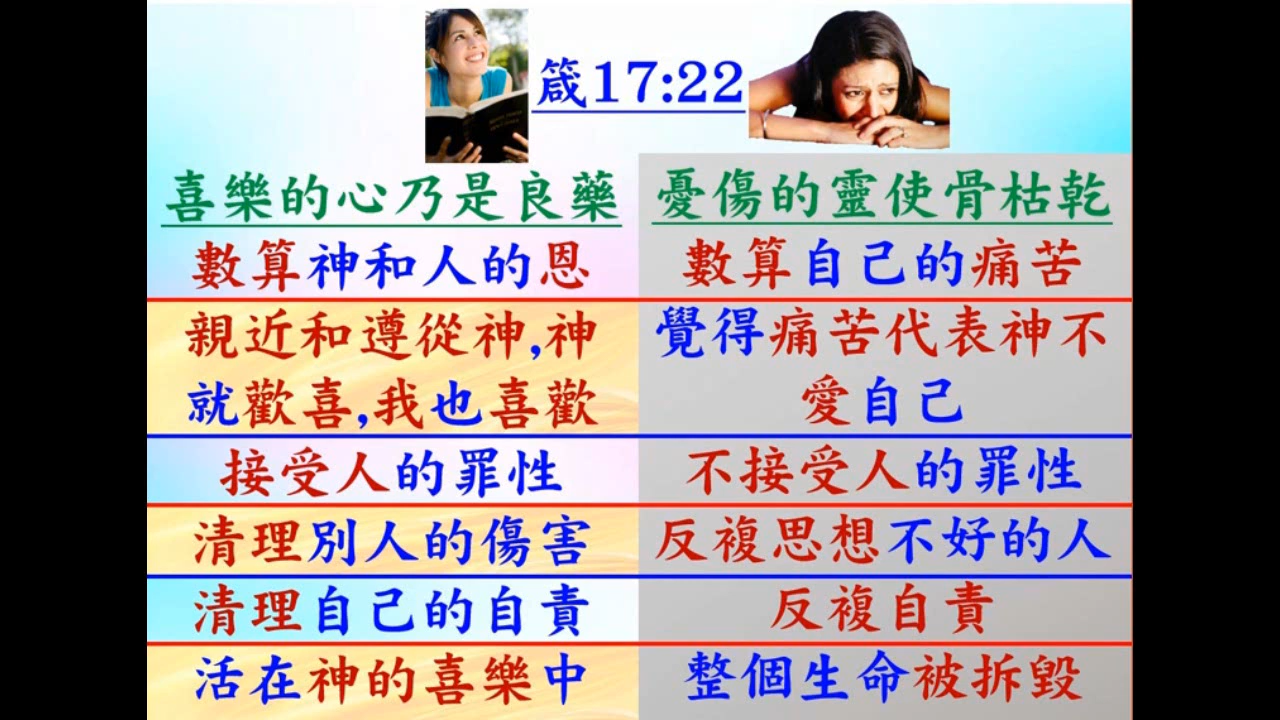 箴17:22
喜樂的心乃是良藥
憂傷的靈使骨枯乾
數算神和人的恩
數算自己的痛苦
親近和遵從神,神
就歡喜,我也喜歡
覺得痛苦代表神不
愛自己
接受人的罪性
不接受人的罪性
清理別人的傷害
反複思想不好的人
清理自己的自責
反複自責
活在神的喜樂中
整個生命被拆毀